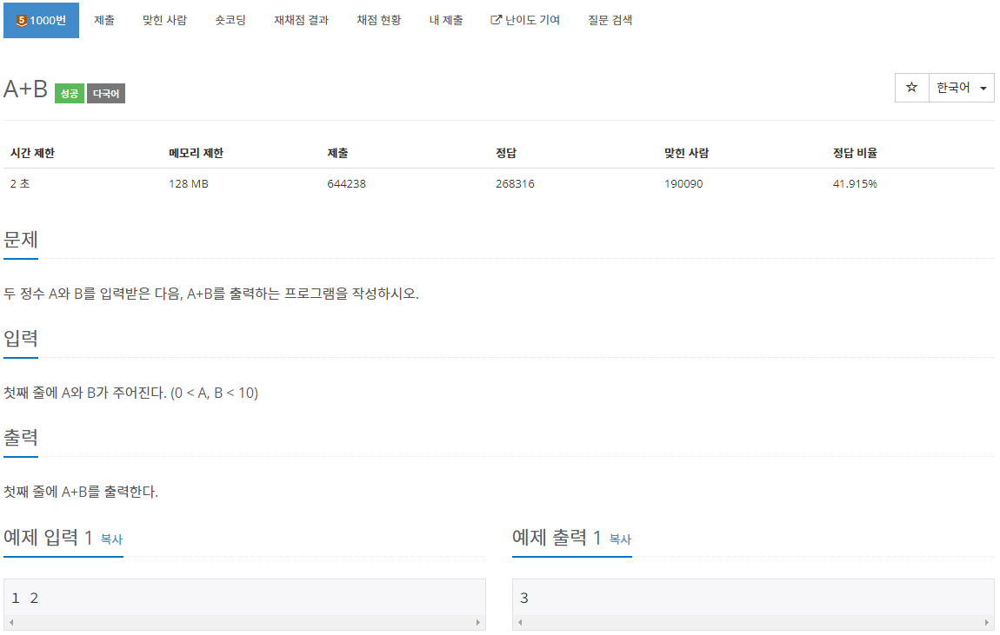 5 1000번 제출 맞힌 사람 숏코딩 재채점 결과 채점 현황 내 제출 난이도 기여 질문 검색
A+B 성공 다국어 한국어
시간 제한 메모리 제한 제출 정답 맞힌 사람 정답 비율
2 초 128 MB 644238 268316 190090 41.915%
문제
두 정수 A와 B를 입력받은 다음, A+B를 출력하는 프로그램을 작성하시오.
입력
첫째 줄에 A와 B가 주어진다. (0 < A, B < 10)
출력
첫째 줄에 A+B를 출력한다.
예제 입력 1 복사 예제 출력 1 복사
1 2 3